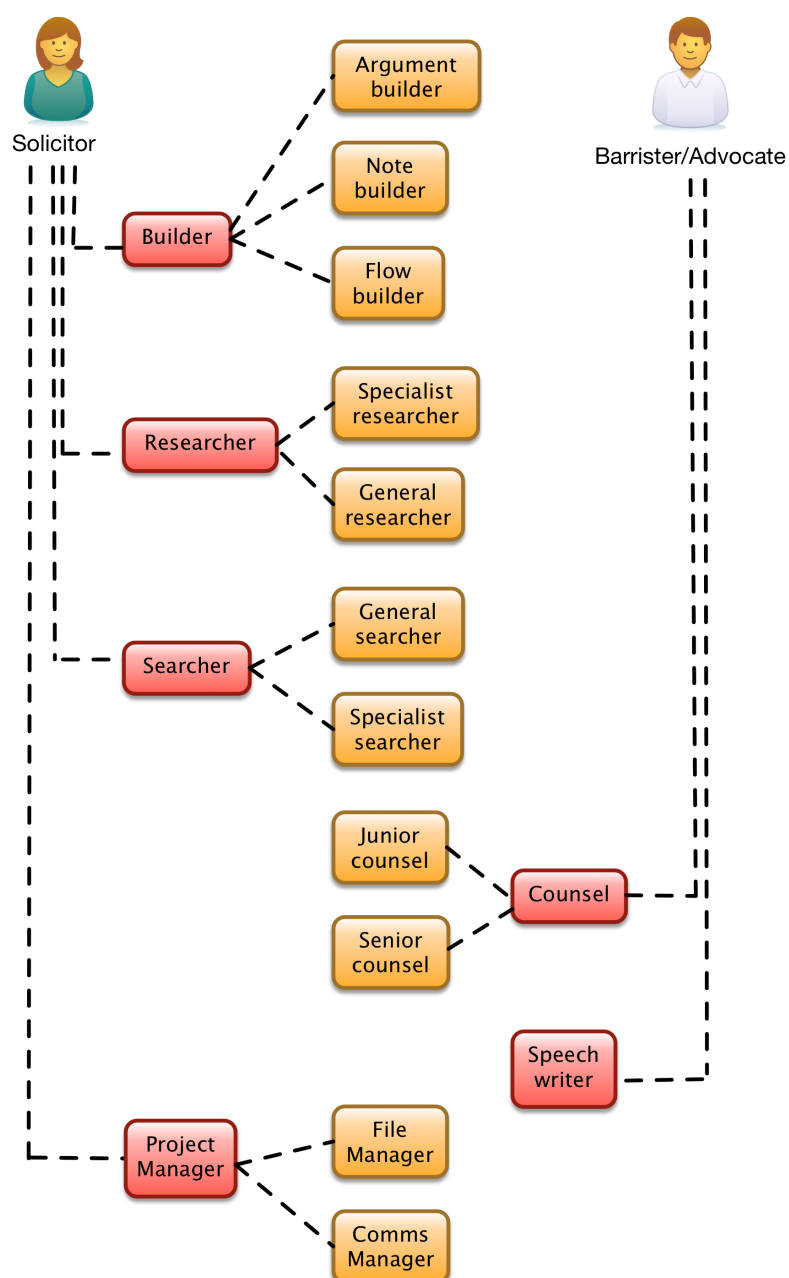 Solicitor
Barrister/Advocate
Argument
builder
Note
builder
Builder
Flow
builder
Specialist
researcher
Researcher
General
researcher
General
searcher
Searcher
Specialist
searcher
Junior
counsel
Counsel
Senior
counsel
Speech
writer
Project
Manager
File
Manager
Comms
Manager